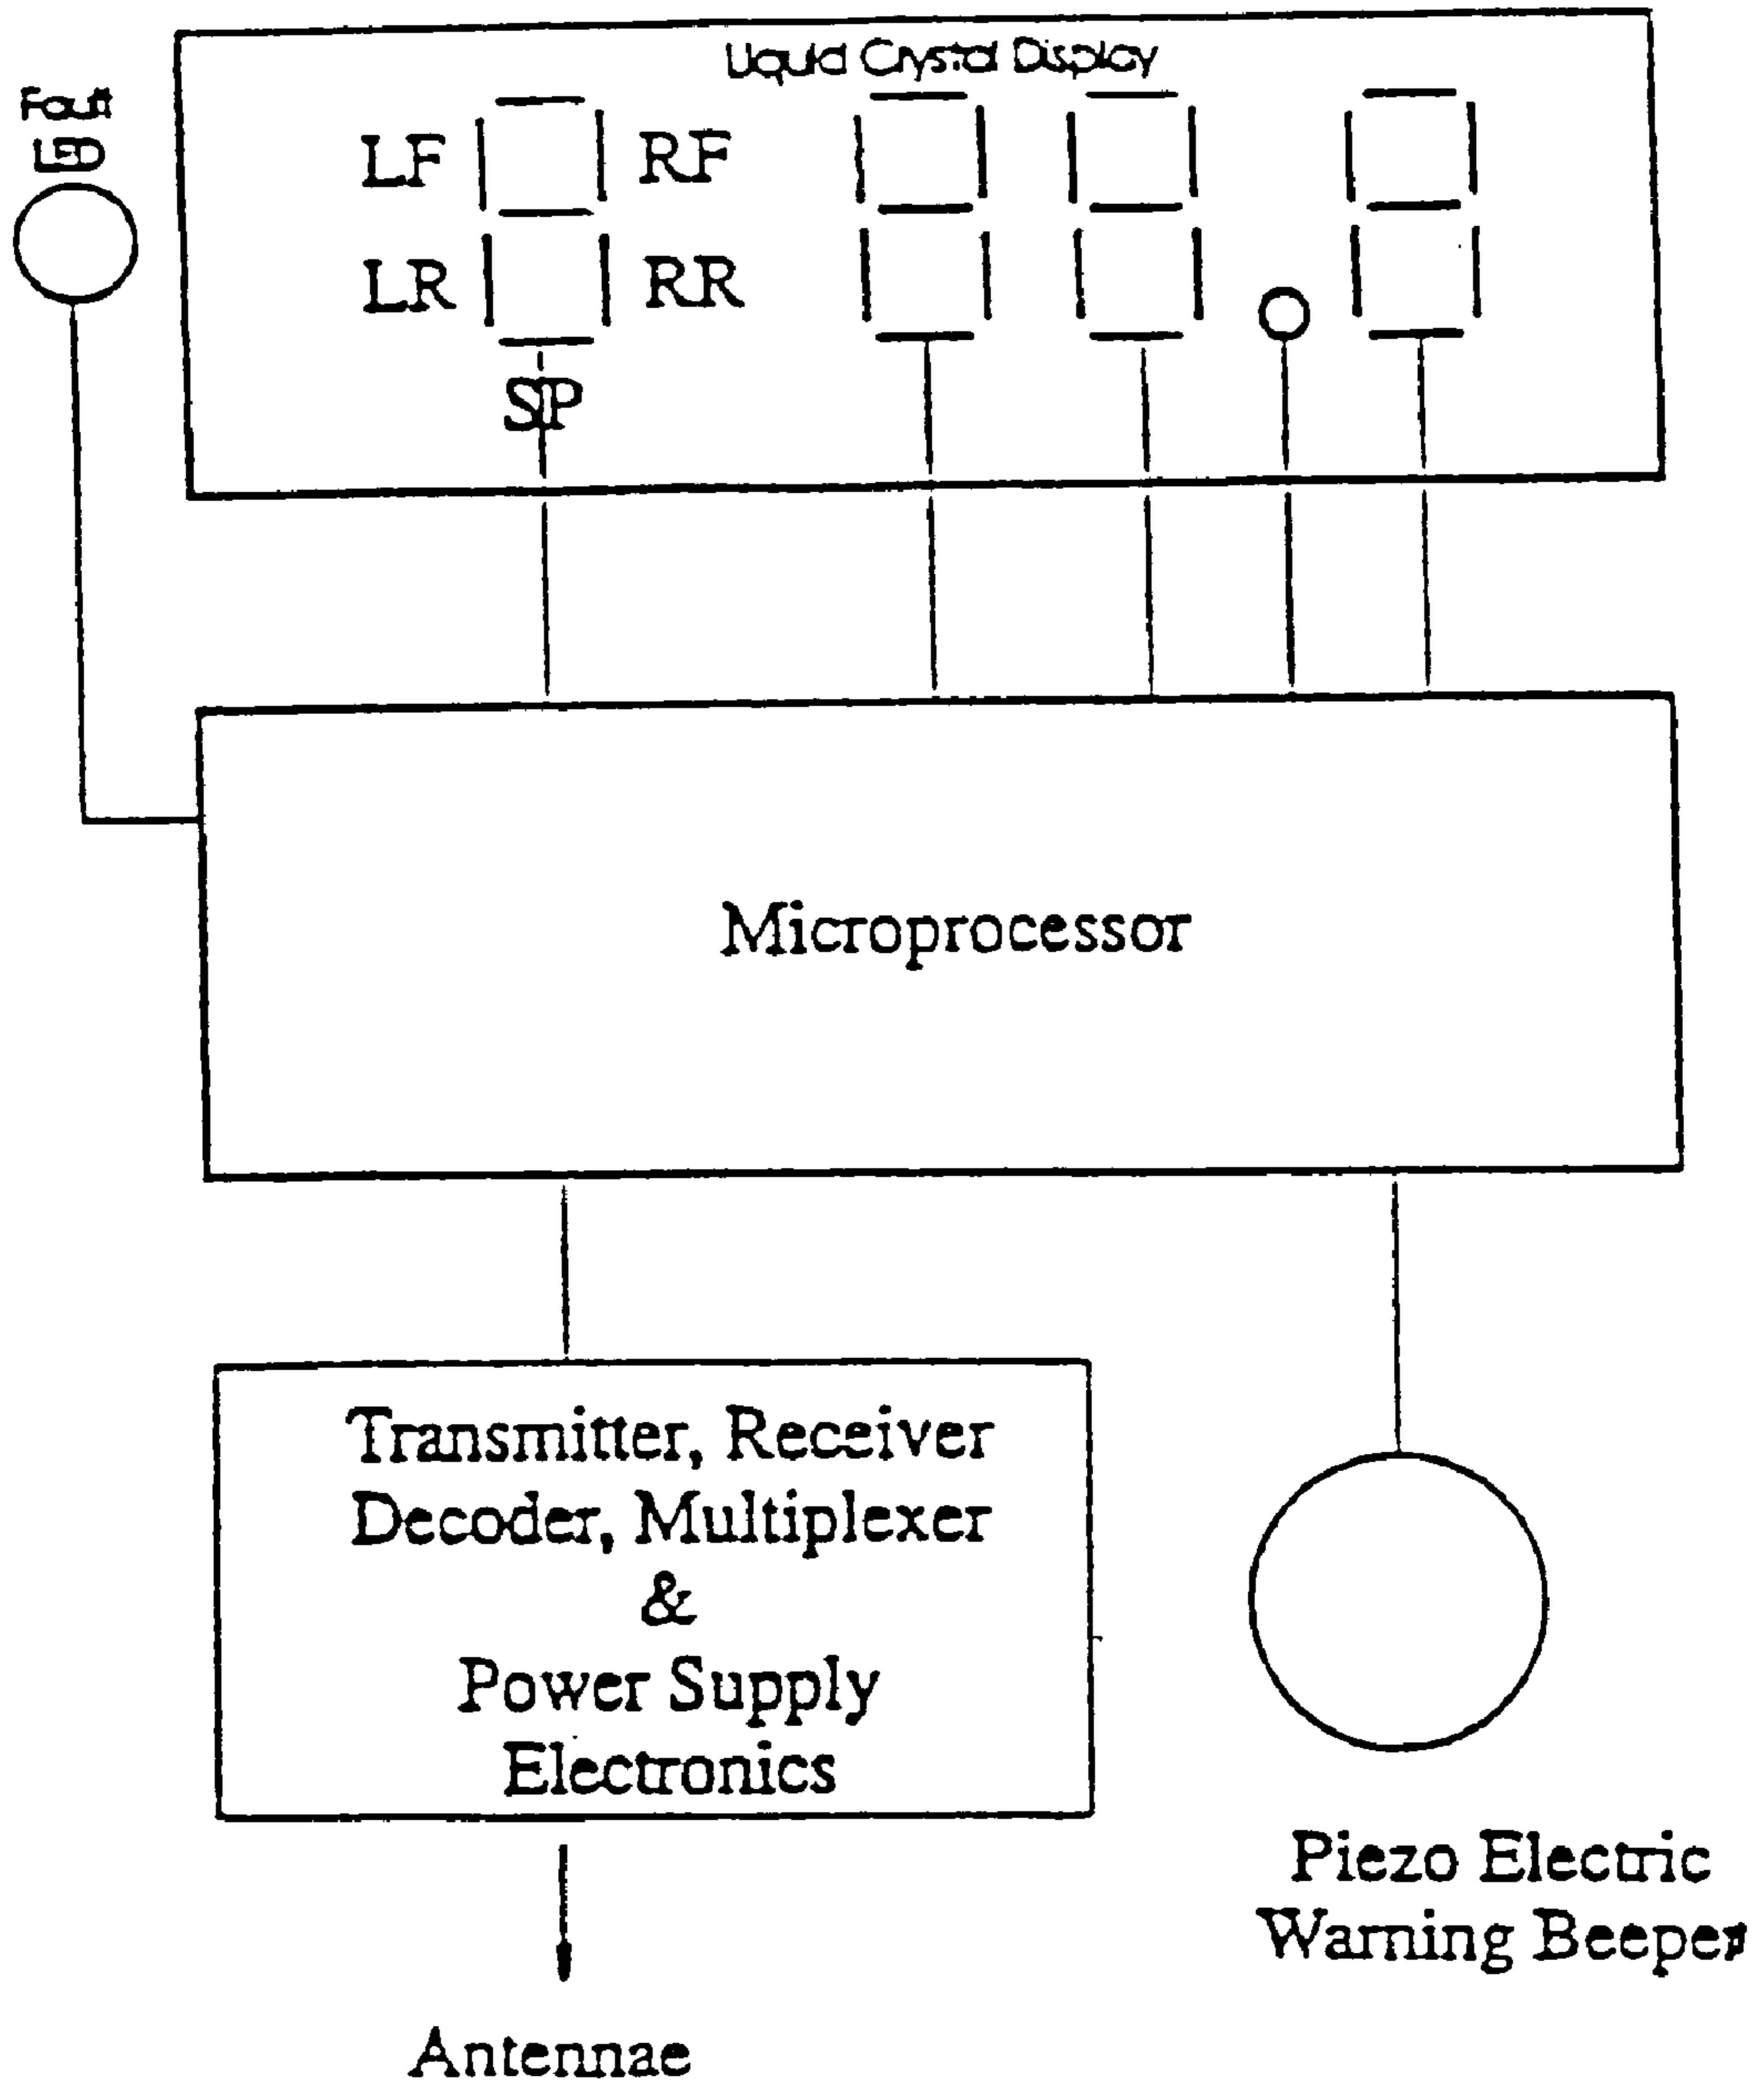 Liquid Crystal Display
Fault
LED
LF
RF
LR
RR
SP
Microprocessor
Transmitter, Receiver
Decoder, Multiplexer
&
Power Supply
Electronics
Piezo Electric
Warning Beeper
Antennae